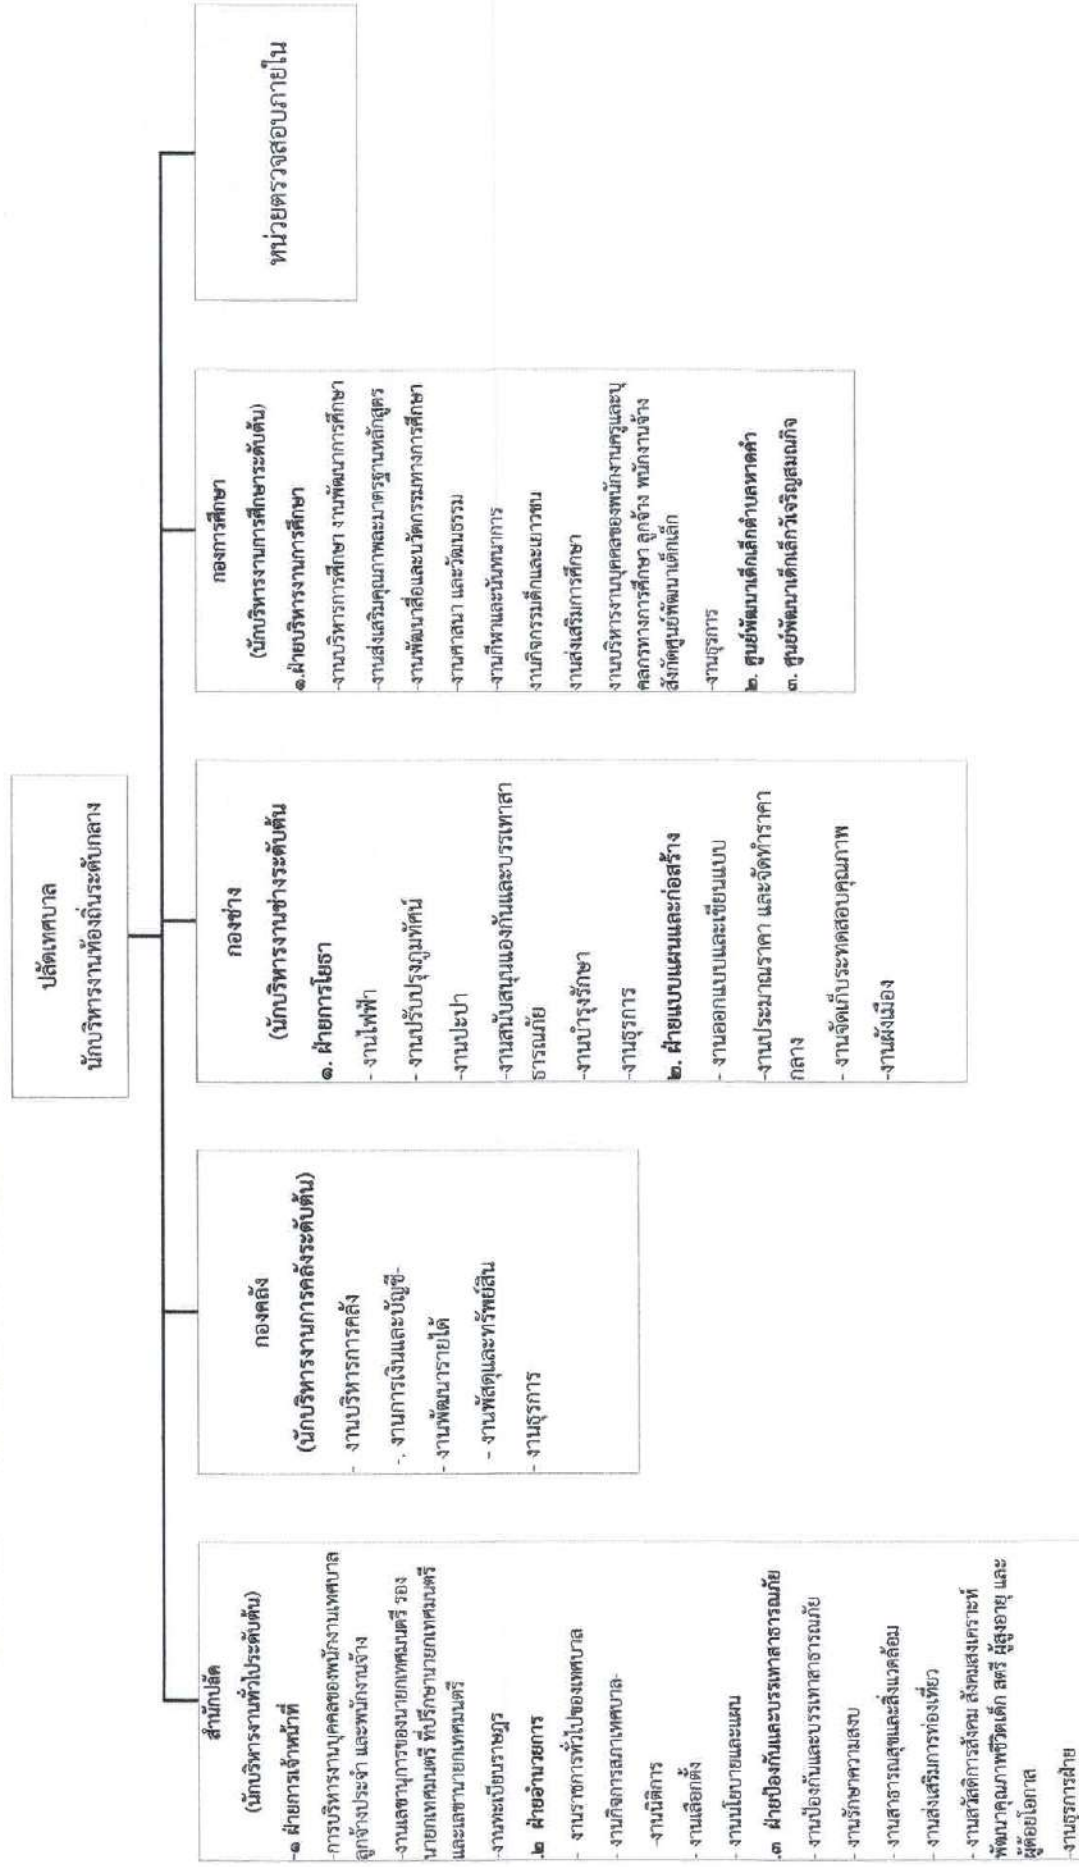 ปลัดเทศบาล
นักบริหารงานท้องถิ่นระดับกลาง
สำนักปลัด
(นักบริหารงานทั่วไประดับต้น)
-๑ ฝ่ายการเจ้าหน้าที่
-การบริหารงานบุคคลของพนักงานเทศบาล
ลูกจ้างประจำ และพนักงานจ้าง
-งานเลขานุการของนายกเทศมนตรี รอง
นายกเทศมนตรี ที่ปรึกษานายกเทศมนตรี
และเลขานายกเทศมนตรี
-งานทะเบียนราษฎร
.๒ ฝ่ายอำนวยการ
- งานราชการทั่วไปของเทศบาล
- งานกิจการสภาเทศบาล-
-งานนิติการ
- งานเลือกตั้ง
- งานนโยบายและแผน
.๓ ฝ่ายป้องกันและบรรเทาสาธารณภัย
- งานป้องกันและบรรเทาสาธารณภัย
- งานรักษาความสงบ
- งานสาธารณสุขและสิ่งแวดล้อม
- งานส่งเสริมการท่องเที่ยว
- งานสวัสดิการสังคม สังคมสงเคราะห์
พัฒนาคุณภาพชีวิตเด็ก สตรี ผู้สูงอายุ และ
ผู้ด้อยโอกาส
-งานธุรการฝ่าย
กองคลัง
(นักบริหารงานการคลังระดับต้น)
- งานบริหารการคลัง
-. งานการเงินและบัญชี-
- งานพัฒนารายได้
- งานพัสดุและทรัพย์สิน
- งานธุรการ
กองช่าง
(นักบริหารงานช่างระดับต้น
๑. ฝ่ายการโยธา
- งานไฟฟ้า
- งานปรับปรุงภูมิทัศน์
-งานปะปา
-งานสนับสนุนแองกันและบรรเทาสา
ธารณภัย
-งานบำรุงรักษา
-งานธุรการ
๒. ฝ่ายแบบแผนและก่อสร้าง
- งานออกแบบและเขียนแบบ
-งานประมาณราคา และจัดทำราคา
กลาง
- งานจัดเก็บระทดสอบคุณภาพ
-งานผังเมือง
กองการศึกษา
(นักบริหารงานการศึกษาระดับต้น)
๑.ฝ่ายบริหารงานการศึกษา
-งานบริหารการศึกษา งานพัฒนาการศึกษา
-งานส่งเสริมคุณภาพละมาตรฐานหลักสูตร
-งานพัฒนาสื่อและนวัตกรรมทางการศึกษา
-งานศาสนา และวัฒนธรรม
-งานกีฬาและนันทนาการ
งานกิจกรรมดึกและเยาวชน
งานส่งเสริมการศึกษา
งานบริหารงานบุคคลของพนักงานครูและบุ
คลกรทางการศึกษา ลูกจ้าง พนักงานจ้าง
สังกัดศูนย์พัฒนาเด็กเล็ก
-งานธุรการ
๒. ศูนย์พัฒนาเด็กเล็กตำบลหาดคำ
๓. ศูนย์พัฒนาเด็กเล็กวัเจริญสมณกิจ
หน่วยตรวจสอบภายใน